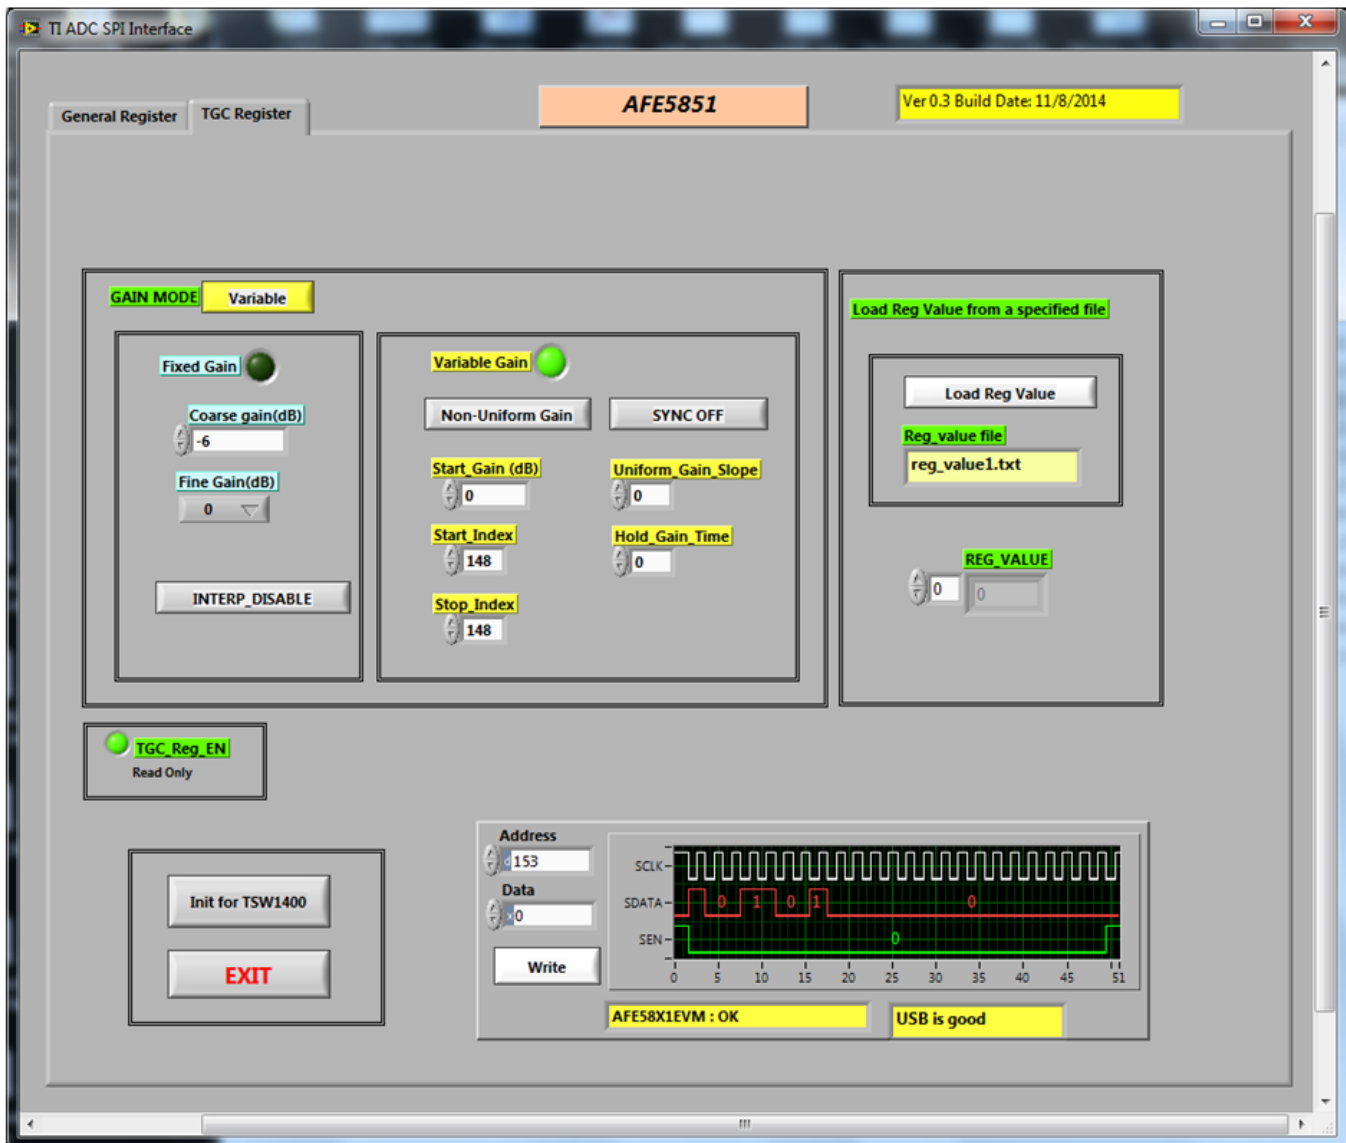 TI ADC SPI Interface
AFE5851
Ver 0.3 Build Date: 11/8/2014
General Register
TGC Register
GAIN MODE
Variable
Fixed Gain
Coarse gain(dB)
-6
Fine Gain(dB)
0
INTERP_DISABLE
Variable Gain
Non-Uniform Gain
SYNC OFF
Start_Gain (dB)
0
Uniform_Gain_Slope
0
Start_Index
148
Hold_Gain_Time
0
Stop_Index
148
Load Reg Value from a specified file
Load Reg Value
Reg_value file
reg_value1.txt
REG_VALUE
0
0
TGC_Reg_EN
Read Only
Init for TSW1400
EXIT
Address
d 153
Data
x 0
Write
SCLK
SDATA
0 1 0 1 0
SEN
0
0 5 10 15 20 25 30 35 40 45 51
AFE58X1EVM : OK
USB is good